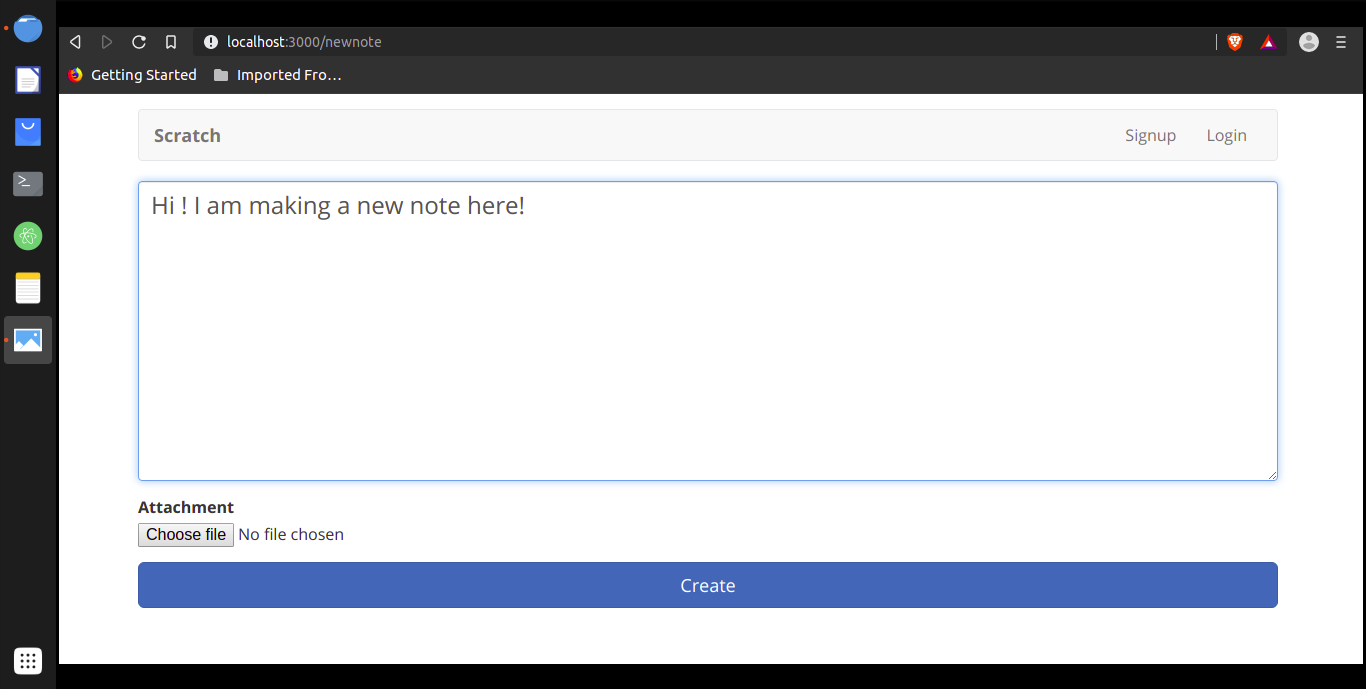 localhost:3000/newnote
Getting Started Imported Fro...
Scratch Signup Login
Hi ! I am making a new note here!
Attachment
Choose file No file chosen
Create